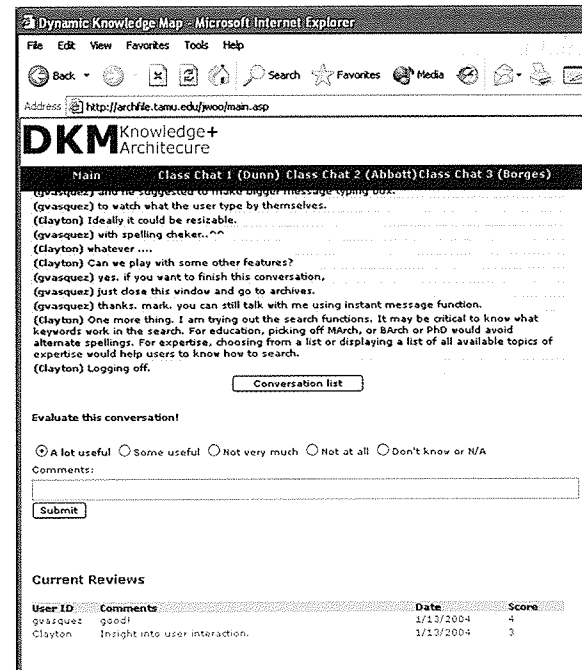 Dynamic Knowledge Map - Microsoft Internet Explorer
File Edit View Favorites Tools Help
Back Search Favorites Media
Address http://archfile.tamu.edu/jwoo/main.asp
DKM Knowledge+
Architecure
Main Class Chat 1 (Dunn) Class Chat 2 (Abbott)Class Chat 3 (Borges)
(gvasquez) and he suggested to make bigger message typing box.
(gvasquez) to watch what the user type by themselves.
(Clayton) Ideally it could be resizable.
(gvasquez) with spelling cheker..^^
(Clayton) whatever ....
(Clayton) Can we play with some other features?
(gvasquez) yes. if you want to finish this conversation,
(gvasquez) just close this window and go to archives.
(gvasquez) thanks. mark. you can still talk with me using instant message function.
(Clayton) One more thing. I am trying out the search functions. It may be critical to know what
keywords work in the search. For education, picking off MArch, or BArch or PhD would avoid
alternate spellings. For expertise, choosing from a list or displaying a list of all available topics of
expertise would help users to know how to search.
(Clayton) Logging off.
Conversation list
Evaluate this conversation!
A lot useful Some useful Not very much Not at all Don't know or N/A
Comments:
Submit
Current Reviews
User ID Comments Date Score
gvasquez good! 1/13/2004 4
Clayton Insight into user interaction. 1/13/2004 3